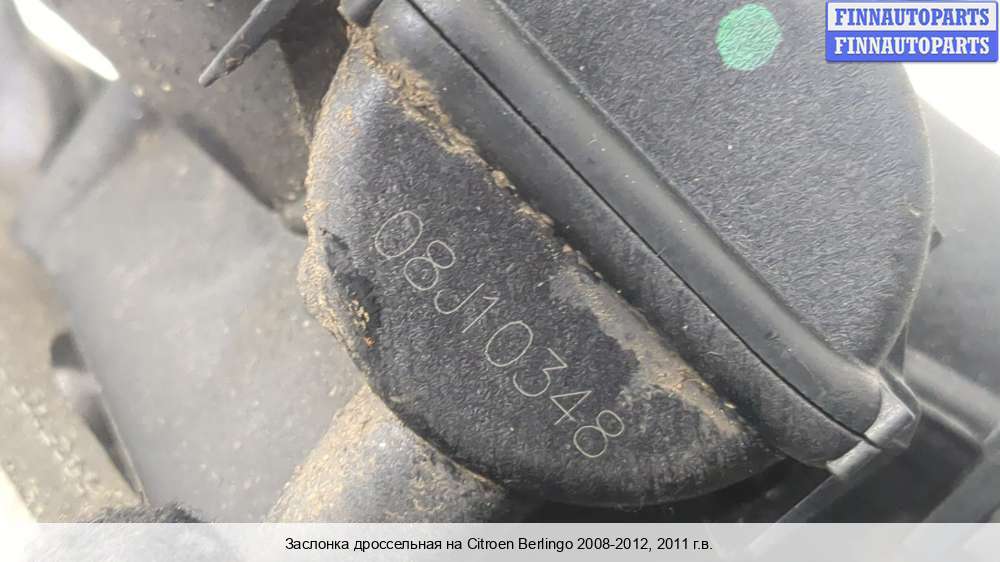 FINNAUTOPARTS
FINNAUTOPARTS
08J10348
Заслонка дроссельная на Citroen Berlingo 2008-2012, 2011 г.в.